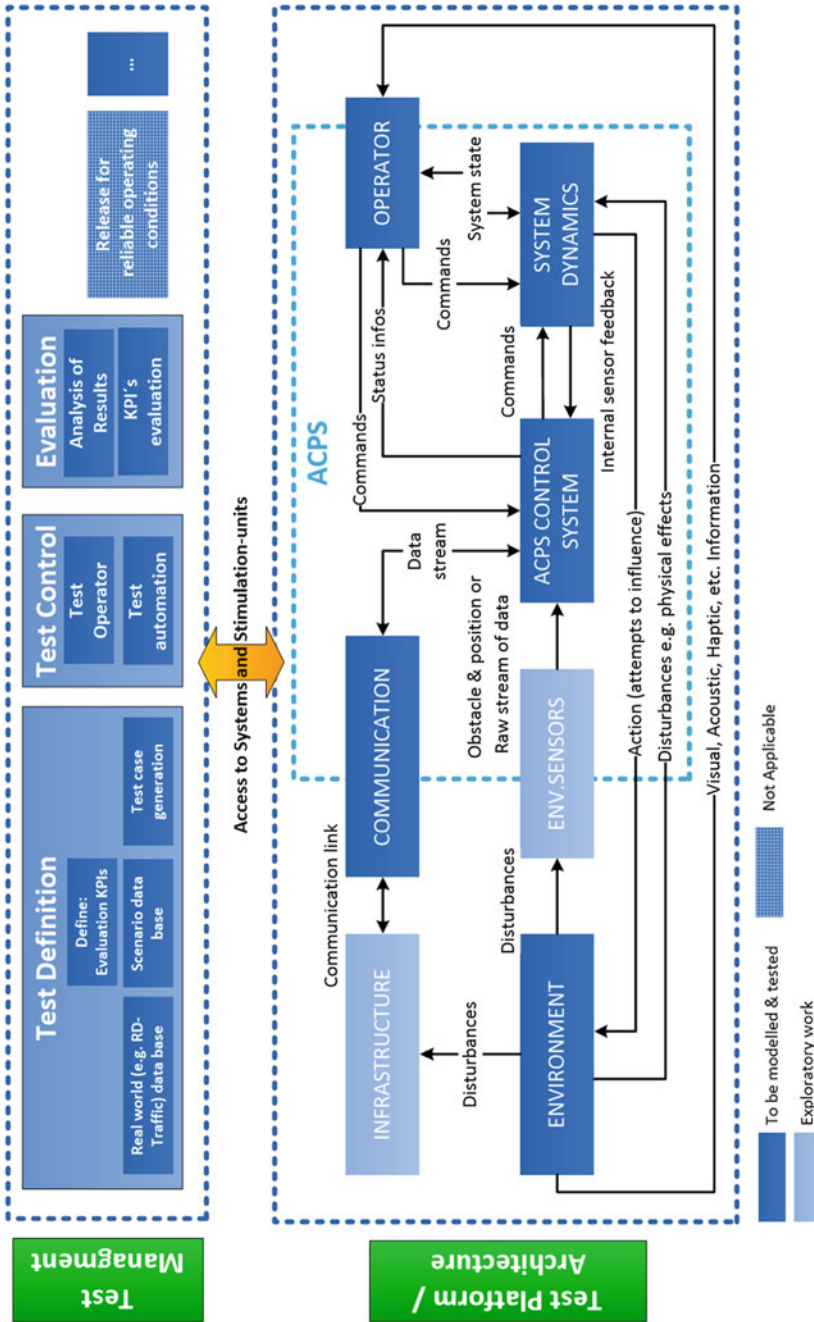 Test
Managment
Test Definition
Define:
Evaluation KPIs
Real world (e.g. RD-
Traffic) data base
Scenario data
base
Test case
generation
Test Control
Test
Operator
Test
automation
Evaluation
Analysis of
Results
KPI´s
evaluation
Release for
reliable operating
conditions
...
Access to Systems and Stimulation-units
Test Platform /
Architecture
ACPS
INFRASTRUCTURE
Communication link
COMMUNICATION
Data
stream
Commands
Status infos
OPERATOR
Commands
System state
Disturbances
ENVIRONMENT
Disturbances
ENV.SENSORS
Obstacle & position or
Raw stream of data
ACPS CONTROL
SYSTEM
Commands
Internal sensor feedback
SYSTEM
DYNAMICS
Action (attempts to influence)
Disturbances e.g. physical effects
Visual, Acoustic, Haptic, etc. Information
To be modelled & tested
Exploratory work
Not Applicable